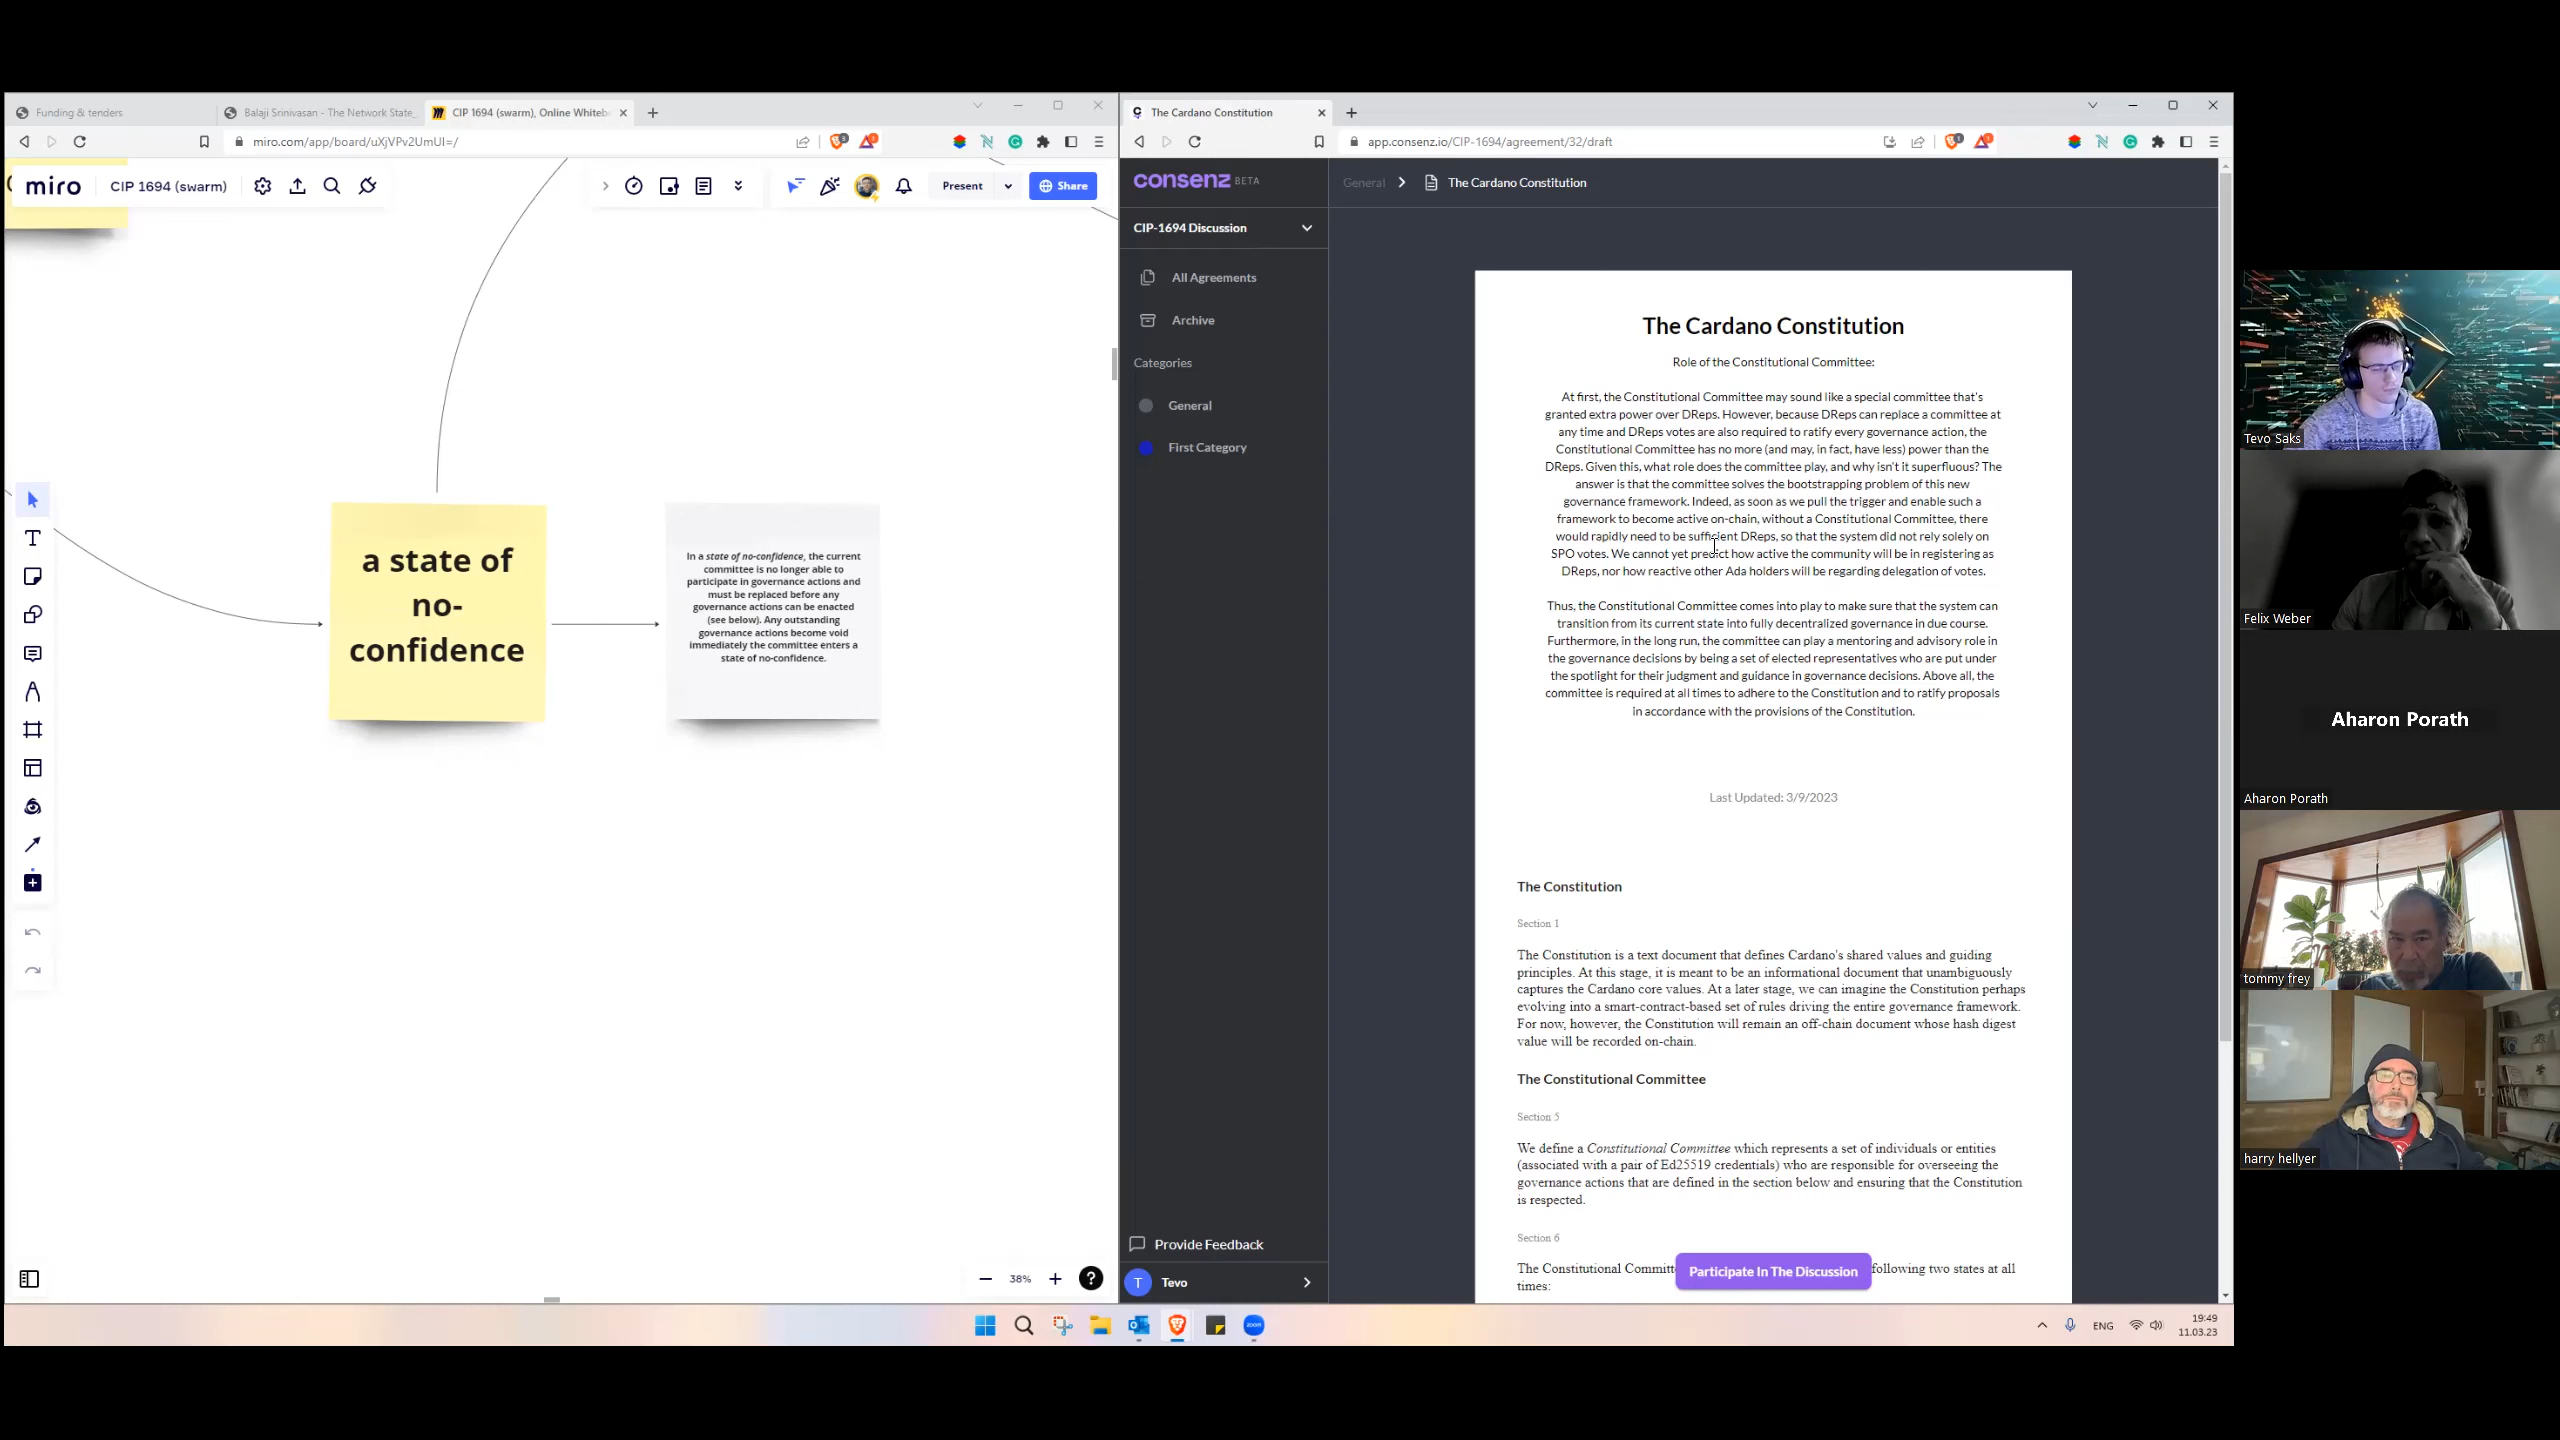 Funding & tenders
Balaji Srinivasan - The Network State_
CIP 1694 (swarm), Online Whiteb
miro.com/app/board/uXjVPv2UmUI=/
miro
CIP 1694 (swarm)
Present
Share
a state of
no-
confidence
In a state of no-confidence, the current
committee is no longer able to
participate in governance actions and
must be replaced before any
governance actions can be enacted
(see below). Any outstanding
governance actions become void
immediately the committee enters a
state of no-confidence.
38%
The Cardano Constitution
app.consenz.io/CIP-1694/agreement/32/draft
consenz BETA
General
The Cardano Constitution
CIP-1694 Discussion
All Agreements
Archive
Categories
General
First Category
Provide Feedback
T
Tevo
The Cardano Constitution
Role of the Constitutional Committee:
At first, the Constitutional Committee may sound like a special committee that's
granted extra power over DReps. However, because DReps can replace a committee at
any time and DReps votes are also required to ratify every governance action, the
Constitutional Committee has no more (and may, in fact, have less) power than the
DReps. Given this, what role does the committee play, and why isn't it superfluous? The
answer is that the committee solves the bootstrapping problem of this new
governance framework. Indeed, as soon as we pull the trigger and enable such a
framework to become active on-chain, without a Constitutional Committee, there
would rapidly need to be sufficient DReps, so that the system did not rely solely on
SPO votes. We cannot yet predict how active the community will be in registering as
DReps, nor how reactive other Ada holders will be regarding delegation of votes.
Thus, the Constitutional Committee comes into play to make sure that the system can
transition from its current state into fully decentralized governance in due course.
Furthermore, in the long run, the committee can play a mentoring and advisory role in
the governance decisions by being a set of elected representatives who are put under
the spotlight for their judgment and guidance in governance decisions. Above all, the
committee is required at all times to adhere to the Constitution and to ratify proposals
in accordance with the provisions of the Constitution.
Last Updated: 3/9/2023
The Constitution
Section 1
The Constitution is a text document that defines Cardano's shared values and guiding
principles. At this stage, it is meant to be an informational document that unambiguously
captures the Cardano core values. At a later stage, we can imagine the Constitution perhaps
evolving into a smart-contract-based set of rules driving the entire governance framework.
For now, however, the Constitution will remain an off-chain document whose hash digest
value will be recorded on-chain.
The Constitutional Committee
Section 5
We define a Constitutional Committee which represents a set of individuals or entities
(associated with a pair of Ed25519 credentials) who are responsible for overseeing the
governance actions that are defined in the section below and ensuring that the Constitution
is respected.
Section 6
The Constitutional Committ following two states at all
times:
Participate In The Discussion
Tevo Saks
Felix Weber
Aharon Porath
Aharon Porath
tommy frey
harry hellyer
zoom
ENG
19:49
11.03.23